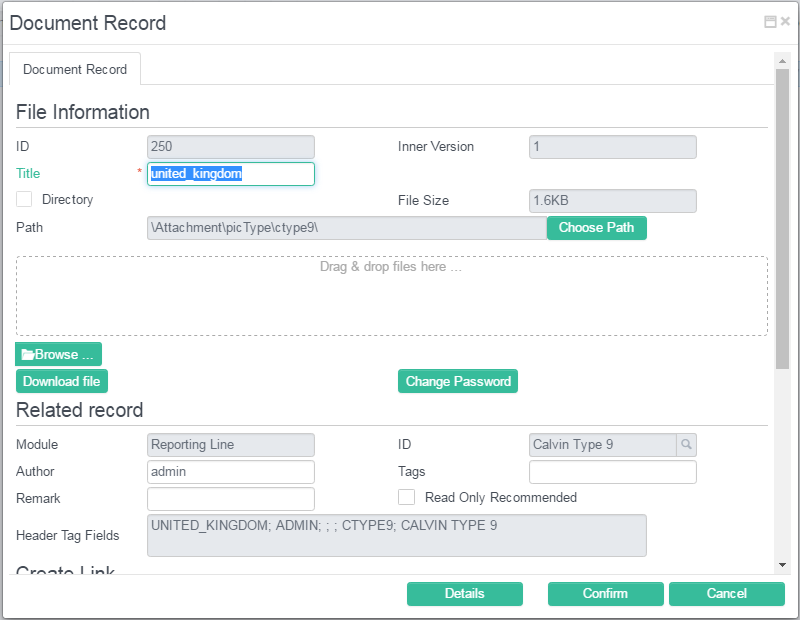 Document Record
Document Record
File Information
ID 250 Inner Version 1
Title * united_kingdom
Directory File Size 1.6KB
Path \Attachment\picType\ctype9\ Choose Path
Drag & drop files here ...
Browse ...
Download file Change Password
Related record
Module Reporting Line ID Calvin Type 9
Author admin Tags
Remark Read Only Recommended
Header Tag Fields UNITED_KINGDOM; ADMIN; ; ; CTYPE9; CALVIN TYPE 9
Create Link
Details Confirm Cancel